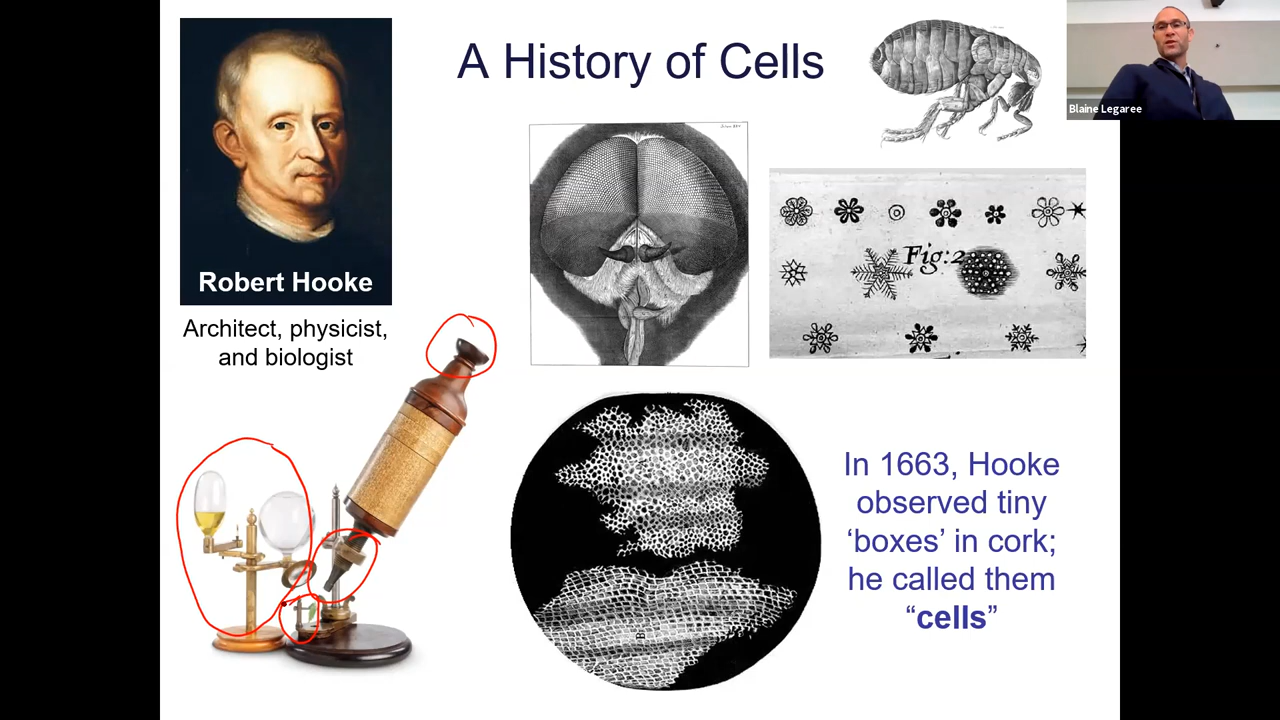 A History of Cells
Blaine Legaree
Robert Hooke
Architect, physicist,
and biologist
Fig:2
In 1663, Hooke
observed tiny
‘boxes’ in cork;
he called them
“cells”
B